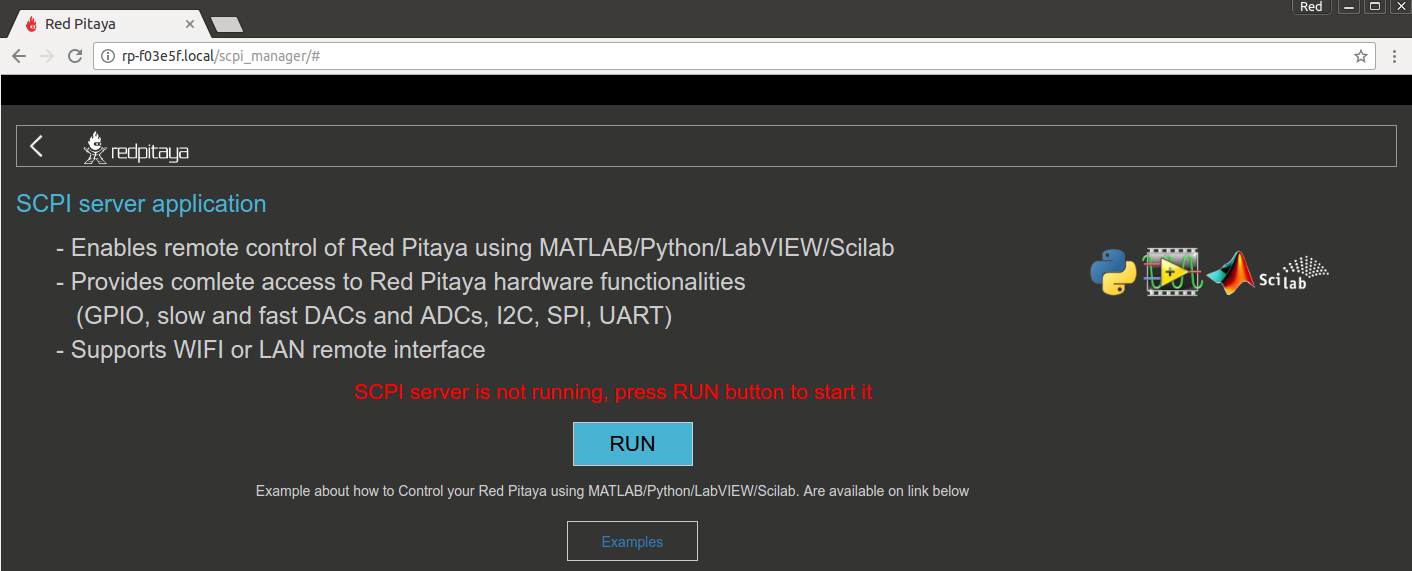 Red
Red Pitaya
rp-f03e5f.local/scpi_manager/#
redpitaya
SCPI server application
- Enables remote control of Red Pitaya using MATLAB/Python/LabVIEW/Scilab
- Provides comlete access to Red Pitaya hardware functionalities
(GPIO, slow and fast DACs and ADCs, I2C, SPI, UART)
- Supports WIFI or LAN remote interface
Sci
lab
SCPI server is not running, press RUN button to start it
RUN
Example about how to Control your Red Pitaya using MATLAB/Python/LabVIEW/Scilab. Are available on link below
Examples